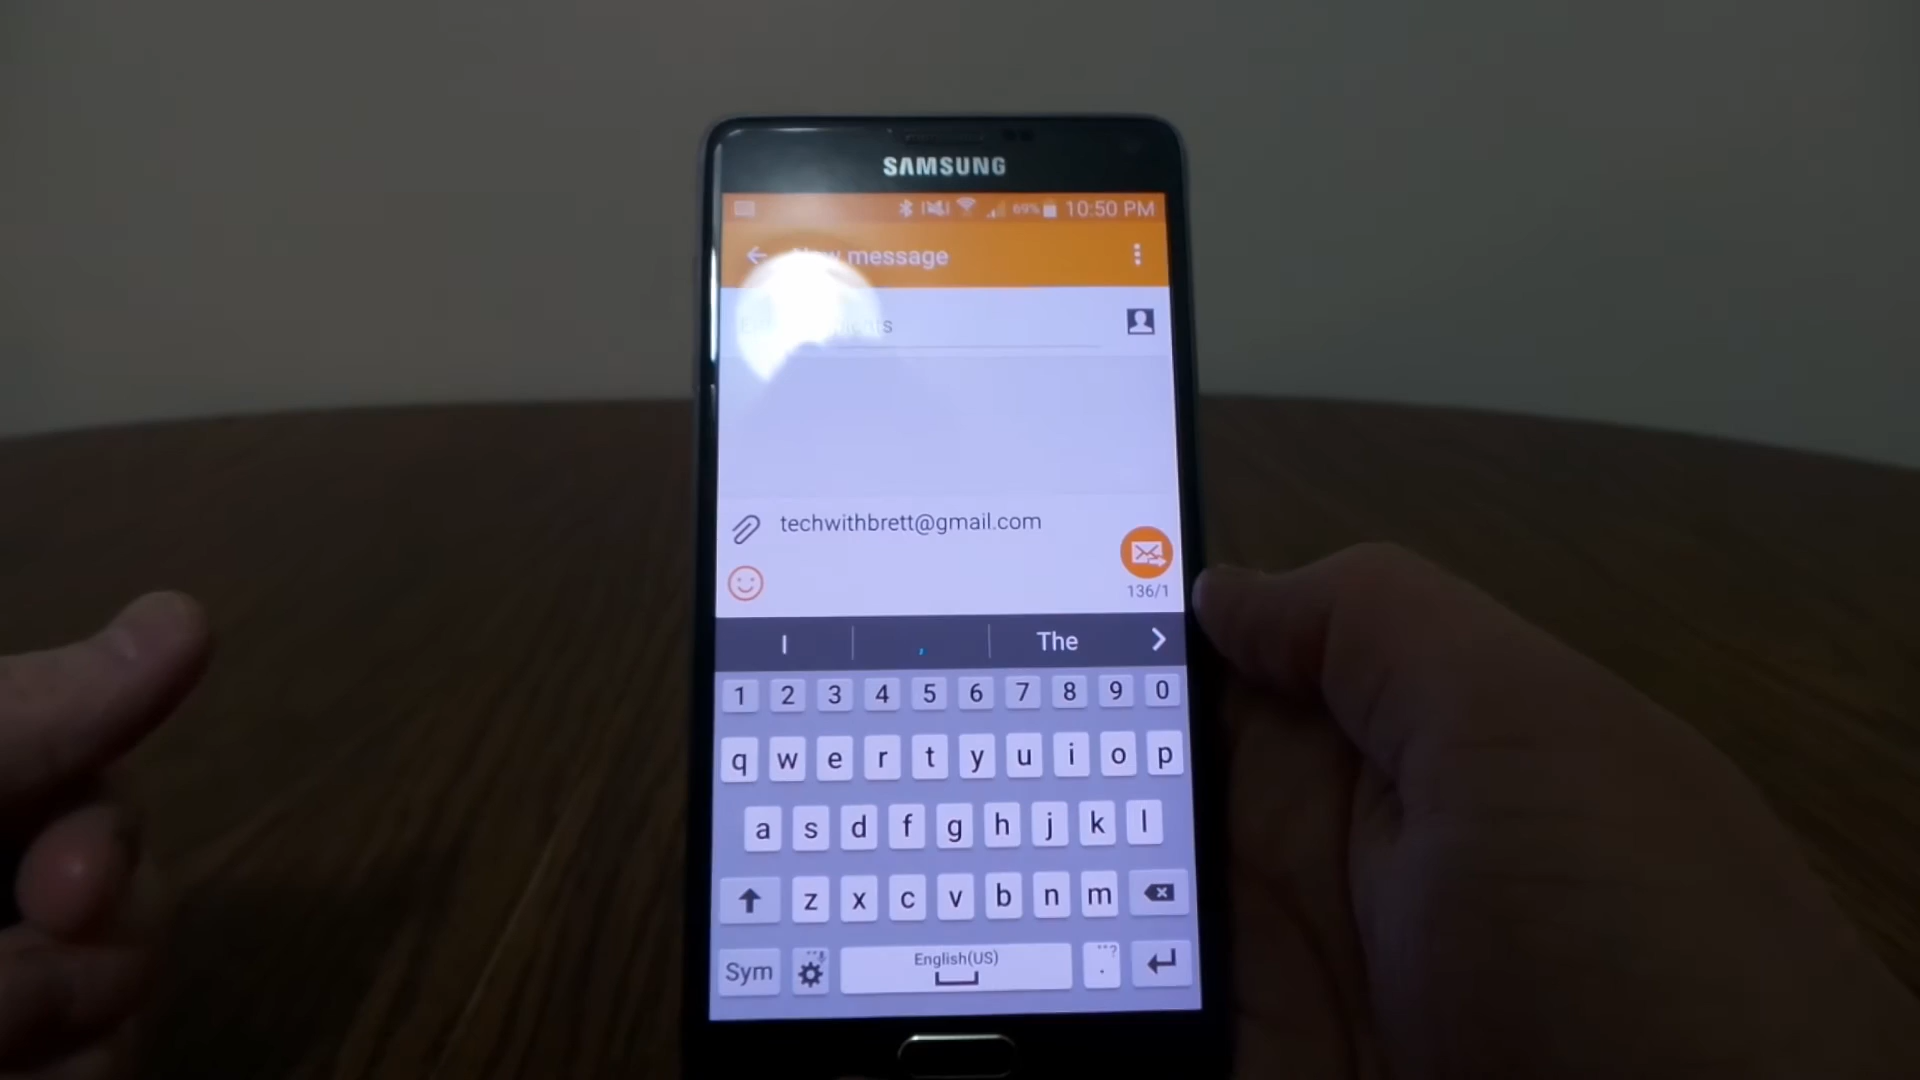 SAMSUNG
69% 10:50 PM
New message
techwithbrett@gmail.com
136/1
I , The
1 2 3 4 5 6 7 8 9 0
q w e r t y u i o p
a s d f g h j k l
z x c v b n m
Sym English(US) . ?